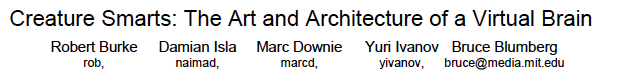 Creature Smarts: The Art and Architecture of a Virtual Brain
Robert Burke Damian Isla Marc Downie Yuri Ivanov Bruce Blumberg
rob, naimad, marcd, yivanov, bruce@media.mit.edu